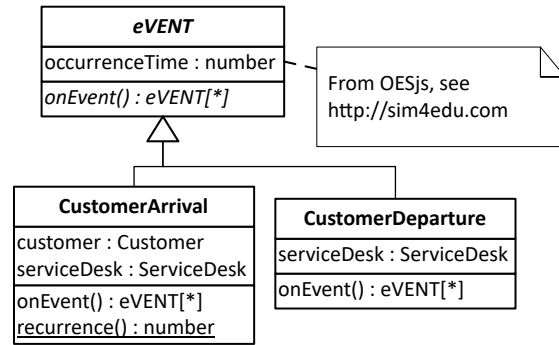 eVENT
occurrenceTime : number
onEvent() : eVENT[*]
From OESjs, see
http://sim4edu.com
CustomerArrival
customer : Customer
serviceDesk : ServiceDesk
onEvent() : eVENT[*]
recurrence() : number
CustomerDeparture
serviceDesk : ServiceDesk
onEvent() : eVENT[*]